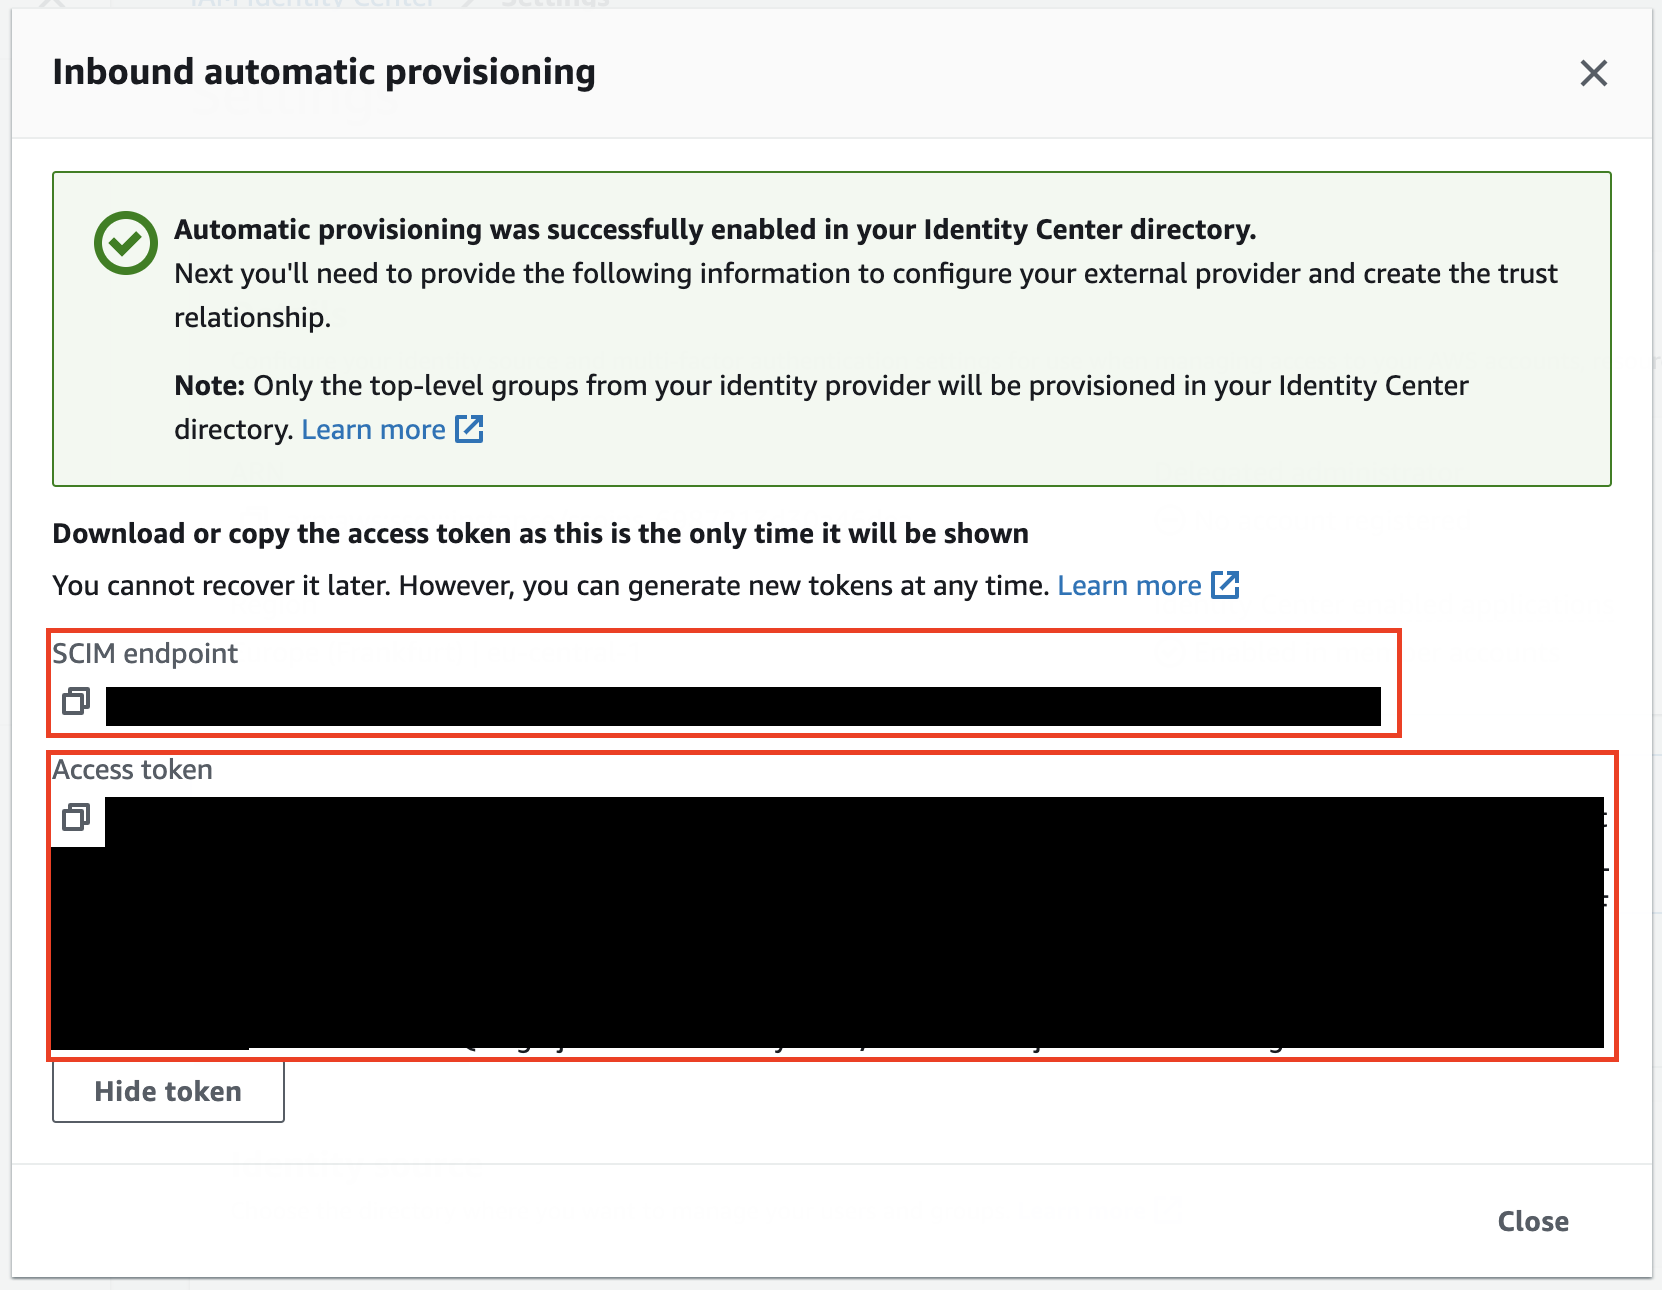 IAM Identity Center > Settings
Inbound automatic provisioning
Automatic provisioning was successfully enabled in your Identity Center directory.
Next you'll need to provide the following information to configure your external provider and create the trust
relationship.
Note: Only the top-level groups from your identity provider will be provisioned in your Identity Center
directory. Learn more
Download or copy the access token as this is the only time it will be shown
You cannot recover it later. However, you can generate new tokens at any time. Learn more
SCIM endpoint
Access token
Hide token
Close